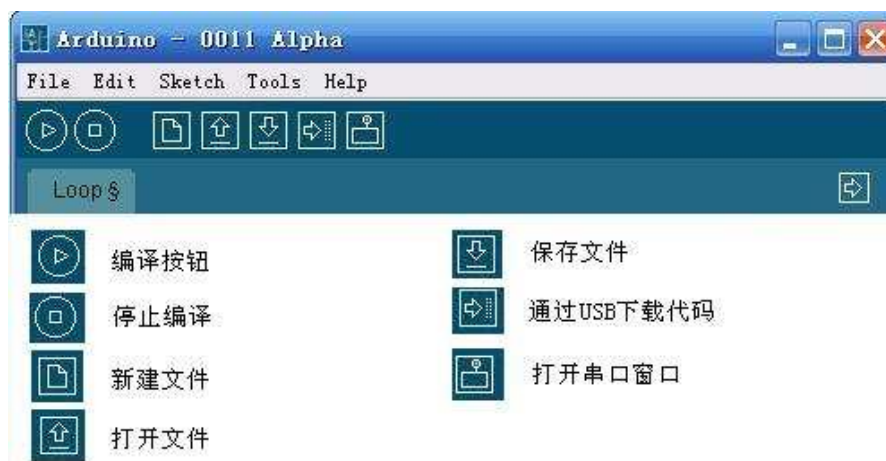 Arduino - 0011 Alpha
File Edit Sketch Tools Help
Loop §
编译按钮
停止编译
新建文件
打开文件
保存文件
通过USB下载代码
打开串口窗口